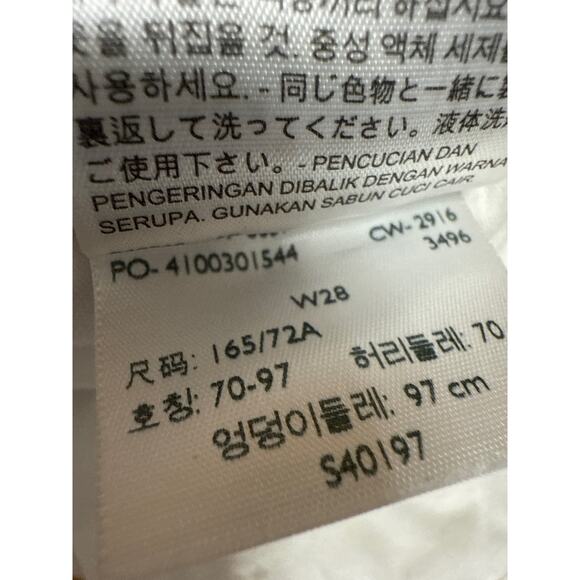 하십시요
옷을 뒤집을 것. 중성 액체 세제를
사용하세요. - 同じ色物と一緒に
裏返して洗ってください。液体洗
ご使用下さい。- PENCUCIAN DAN
PENGERINGAN DIBALIK DENGAN WARNA
SERUPA. GUNAKAN SABUN CUCI CAIR.
PO- 4100301544
CW- 2916
3496
W28
尺码: 165/72A
호칭: 70-97
허리둘레: 70
엉덩이둘레: 97 cm
S40197